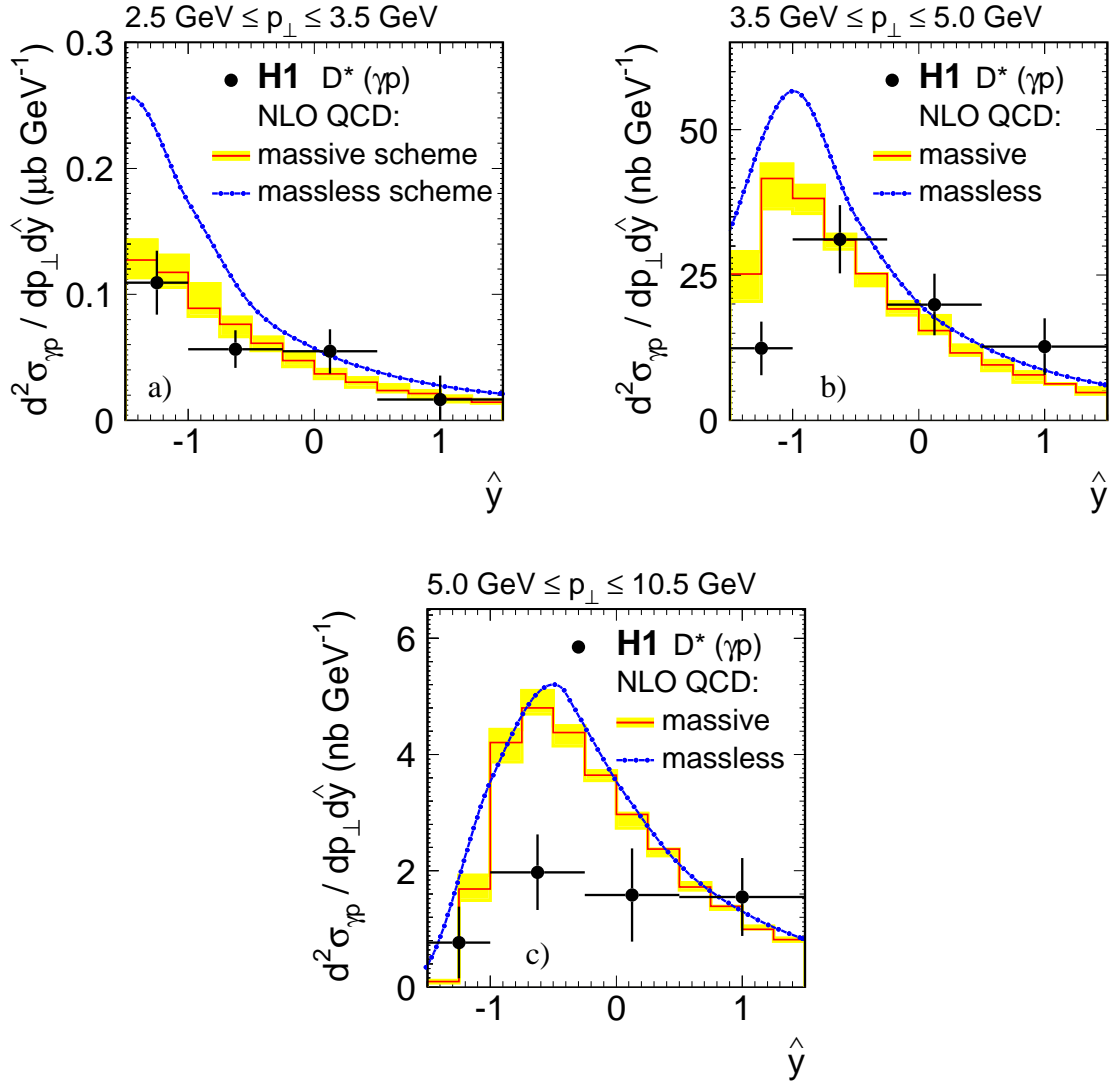 2.5 GeV ≤ p⊥ ≤ 3.5 GeV
d²σγp / dp⊥dŷ (μb GeV⁻¹)
0.3
0.2
0.1
0
H1 D* (γp)
NLO QCD:
massive scheme
massless scheme
a)
-1 0 1
ŷ
3.5 GeV ≤ p⊥ ≤ 5.0 GeV
d²σγp / dp⊥dŷ (nb GeV⁻¹)
50
25
0
H1 D* (γp)
NLO QCD:
massive
massless
b)
-1 0 1
ŷ
5.0 GeV ≤ p⊥ ≤ 10.5 GeV
d²σγp / dp⊥dŷ (nb GeV⁻¹)
6
4
2
0
H1 D* (γp)
NLO QCD:
massive
massless
c)
-1 0 1
ŷ